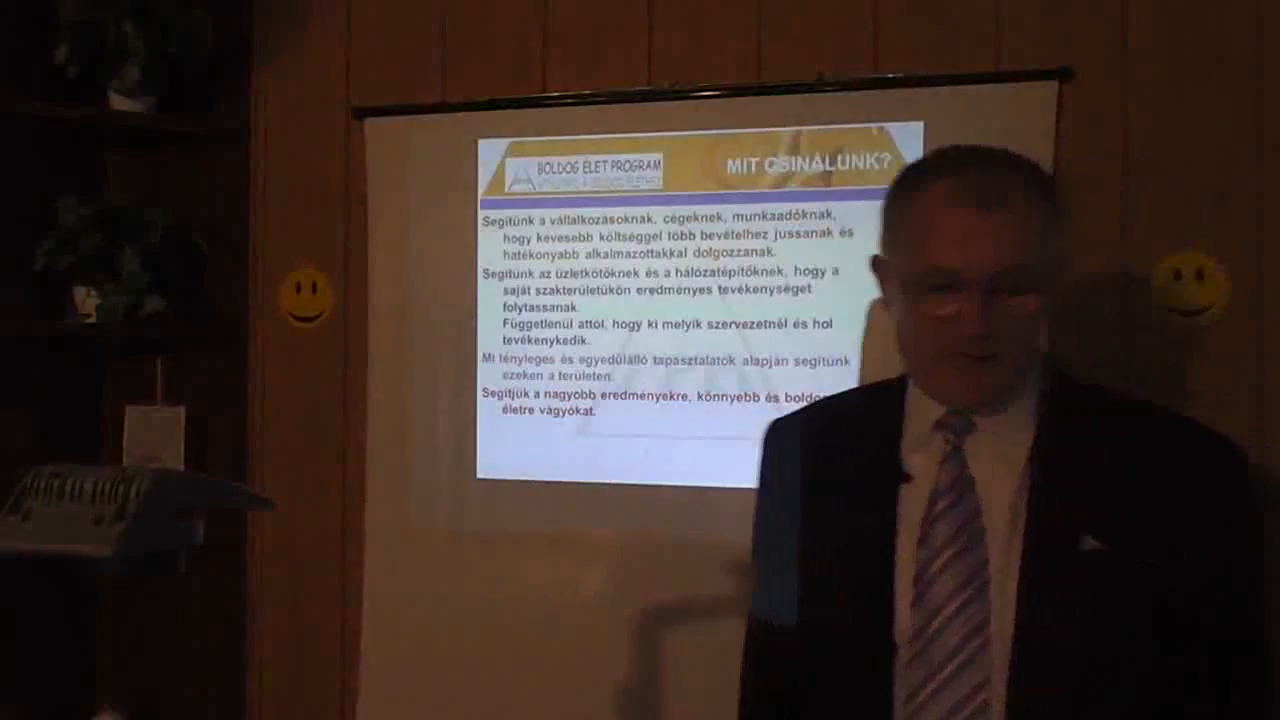 BOLDOG ÉLET PROGRAM
MIT CSINÁLUNK?
Segítünk a vállalkozásoknak, cégeknek, munkaadóknak,
hogy kevesebb költséggel több bevételhez jussanak és
hatékonyabb alkalmazottakkal dolgozzanak.
Segítünk az üzletkötőknek és a hálózatépítőknek, hogy a
saját szakterületükön eredményes tevékenységet
folytassanak.
Függetlenül attól, hogy ki melyik szervezetnél és hol
tevékenykedik.
Mi tényleges és egyedülálló tapasztalatok alapján segítünk
ezeken a területen.
Segítjük a nagyobb eredményekre, könnyebb és
életre vágyókat.